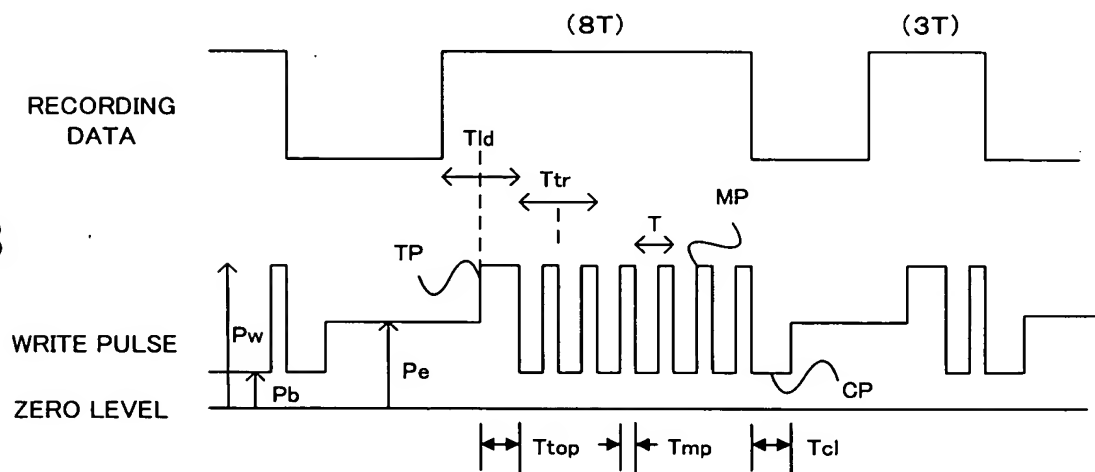 (8T) (3T)
RECORDING
DATA
Tld
Ttr
MP
T
TP
Pw
WRITE PULSE
Pe
Pb
CP
ZERO LEVEL
Ttop Tmp Tcl